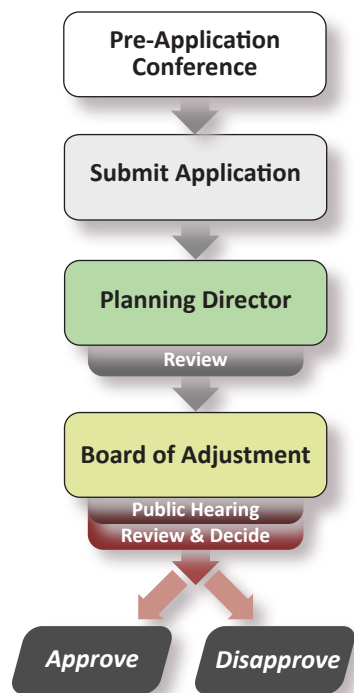 Pre-Application
Conference
Submit Application
Planning Director
Review
Board of Adjustment
Public Hearing
Review & Decide
Approve
Disapprove